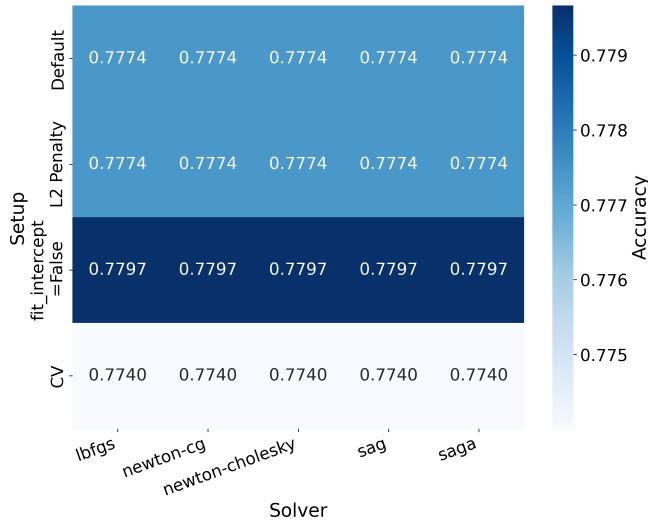 Setup
Default
0.7774 0.7774 0.7774 0.7774 0.7774
L2 Penalty
0.7774 0.7774 0.7774 0.7774 0.7774
fit_intercept
=False
0.7797 0.7797 0.7797 0.7797 0.7797
CV
0.7740 0.7740 0.7740 0.7740 0.7740
lbfgs
newton-cg
newton-cholesky
sag
saga
Solver
0.779
0.778
0.777
0.776
0.775
Accuracy